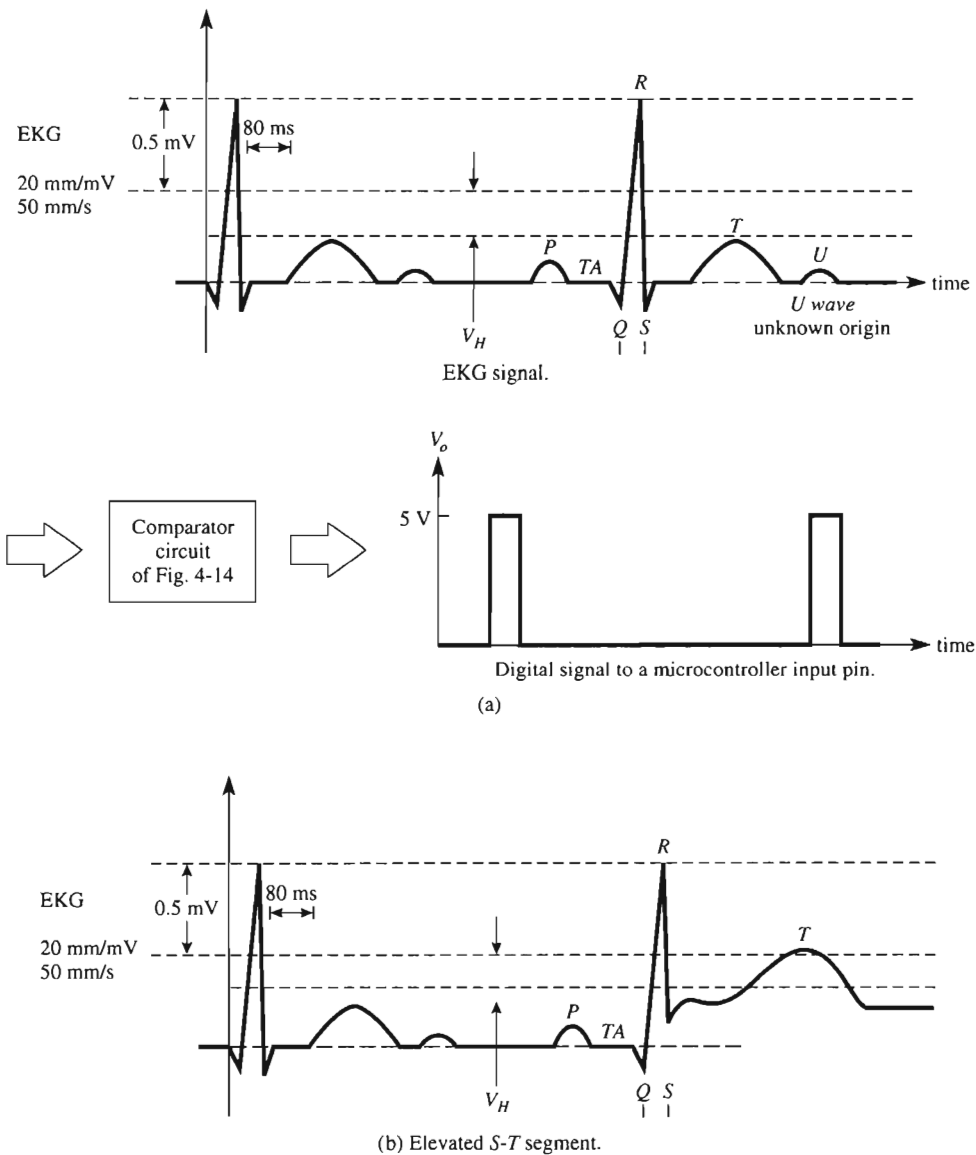 R
EKG
0.5 mV
80 ms
20 mm/mV
50 mm/s
P
TA
T
U
time
V_H
Q
S
U wave
unknown origin
EKG signal.
V_o
5 V
Comparator
circuit
of Fig. 4-14
time
Digital signal to a microcontroller input pin.
(a)
R
EKG
0.5 mV
80 ms
20 mm/mV
50 mm/s
T
P
TA
V_H
Q
S
(b) Elevated S-T segment.